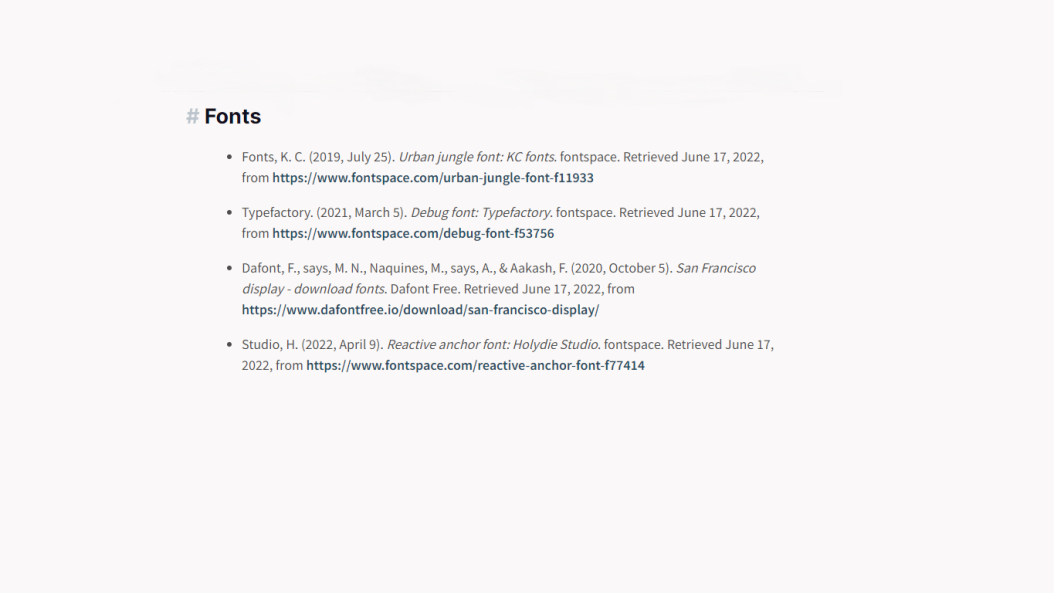 # Fonts
• Fonts, K. C. (2019, July 25). Urban jungle font: KC fonts. fontspace. Retrieved June 17, 2022,
from https://www.fontspace.com/urban-jungle-font-f11933
• Typefactory. (2021, March 5). Debug font: Typefactory. fontspace. Retrieved June 17, 2022,
from https://www.fontspace.com/debug-font-f53756
• Dafont, F., says, M. N., Naquines, M., says, A., & Aakash, F. (2020, October 5). San Francisco
display - download fonts. Dafont Free. Retrieved June 17, 2022, from
https://www.dafontfree.io/download/san-francisco-display/
• Studio, H. (2022, April 9). Reactive anchor font: Holydie Studio. fontspace. Retrieved June 17,
2022, from https://www.fontspace.com/reactive-anchor-font-f77414